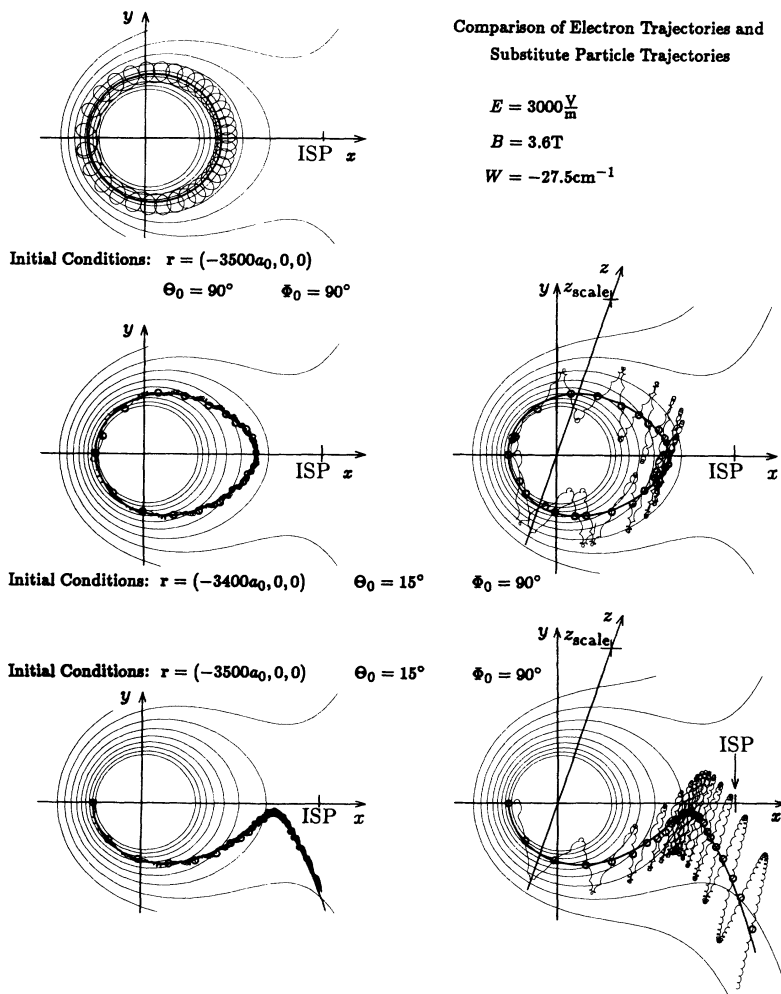 Comparison of Electron Trajectories and
Substitute Particle Trajectories
E = 3000 V/m
B = 3.6T
W = −27.5cm⁻¹
y
ISP x
Initial Conditions: r = (−3500a₀, 0, 0)
Θ₀ = 90° Φ₀ = 90°
y
ISP x
z
y z_scale
ISP x
Initial Conditions: r = (−3400a₀, 0, 0) Θ₀ = 15° Φ₀ = 90°
Initial Conditions: r = (−3500a₀, 0, 0) Θ₀ = 15° Φ₀ = 90°
y
ISP x
z
y z_scale
ISP
x